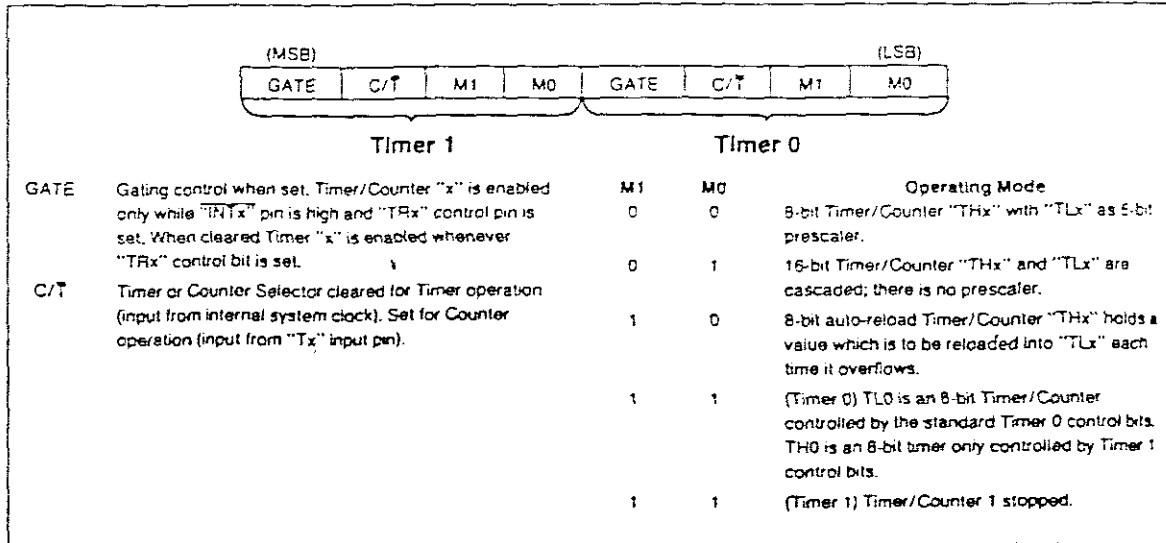 (MSB) (LSB)
GATE C/T̅ M1 M0 GATE C/T̅ M1 M0
Timer 1 Timer 0
GATE Gating control when set. Timer/Counter "x" is enabled
only while "I̅N̅T̅x̅" pin is high and "TRx" control pin is
set. When cleared Timer "x" is enabled whenever
"TRx" control bit is set.
C/T̅ Timer or Counter Selector cleared for Timer operation
(input from internal system clock). Set for Counter
operation (input from "Tx" input pin).
M1 M0 Operating Mode
0 0 8-bit Timer/Counter "THx" with "TLx" as 5-bit
prescaler.
0 1 16-bit Timer/Counter "THx" and "TLx" are
cascaded; there is no prescaler.
1 0 8-bit auto-reload Timer/Counter "THx" holds a
value which is to be reloaded into "TLx" each
time it overflows.
1 1 (Timer 0) TL0 is an 8-bit Timer/Counter
controlled by the standard Timer 0 control bits.
TH0 is an 8-bit timer only controlled by Timer 1
control bits.
1 1 (Timer 1) Timer/Counter 1 stopped.